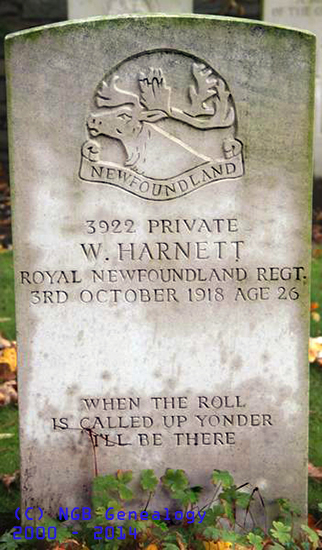 NEWFOUNDLAND
3922 PRIVATE
W. HARNETT
ROYAL NEWFOUNDLAND REGT.
3RD OCTOBER 1918 AGE 26
WHEN THE ROLL
IS CALLED UP YONDER
I'LL BE THERE
(C) NGB Genealogy
2000 - 2014